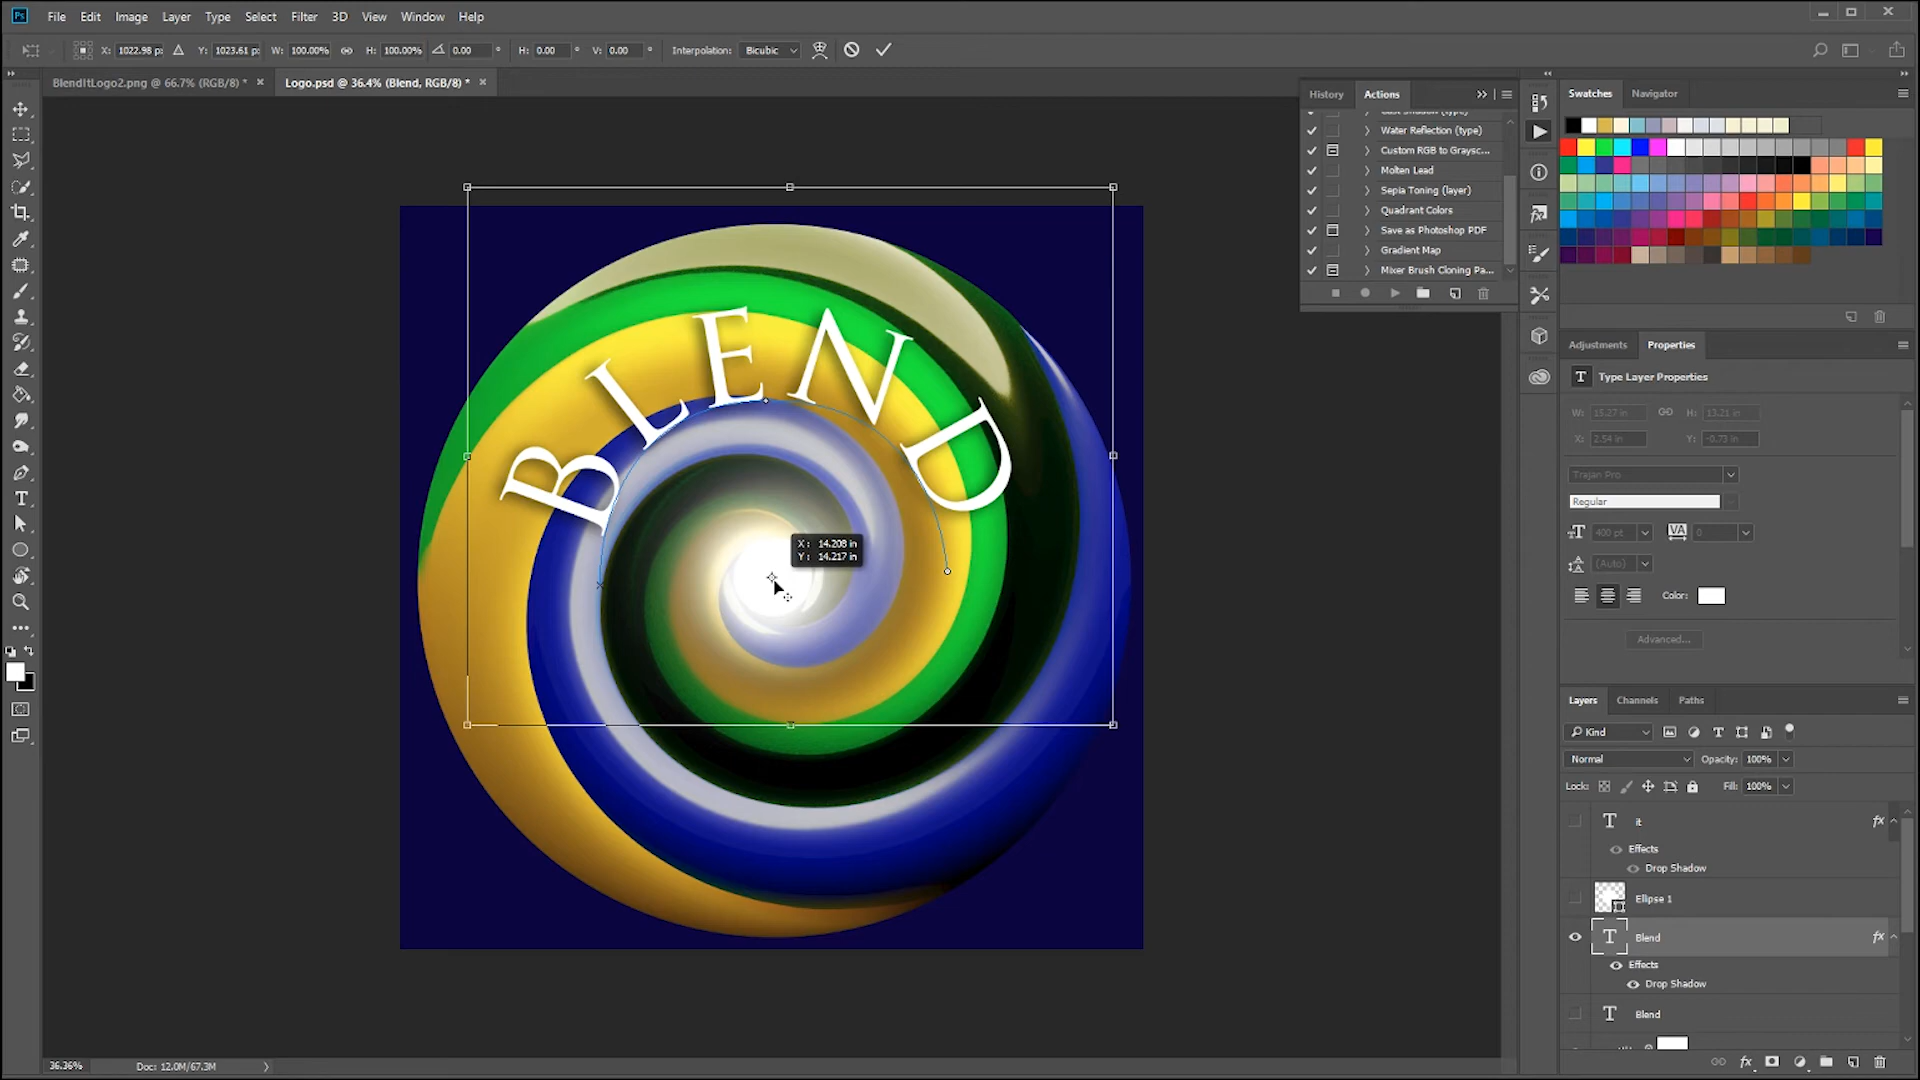 Ps File Edit Image Layer Type Select Filter 3D View Window Help
X: 1022.98 p: Y: 1023.61 p: W: 100.00% H: 100.00% 0.00 ° H: 0.00 ° V: 0.00 ° Interpolation: Bicubic
BlendItLogo2.png @ 66.7% (RGB/8) * × Logo.psd @ 36.4% (Blend, RGB/8) * ×
History Actions
Water Reflection (type)
Custom RGB to Graysc...
Molten Lead
Sepia Toning (layer)
Quadrant Colors
Save as Photoshop PDF
Gradient Map
Mixer Brush Cloning Pa...
Swatches Navigator
BLEND
X: 14.208 in
Y: 14.217 in
Adjustments Properties
T Type Layer Properties
W: 15.27 in H: 13.21 in
X: 2.54 in Y: -0.73 in
Trajan Pro
Regular
400 pt VA 0
(Auto)
Color:
Advanced...
Layers Channels Paths
Kind
Normal Opacity: 100%
Lock: Fill: 100%
T it fx
Effects
Drop Shadow
Ellipse 1
T Blend fx
Effects
Drop Shadow
T Blend
36.36% Doc: 12.0M/67.3M
fx